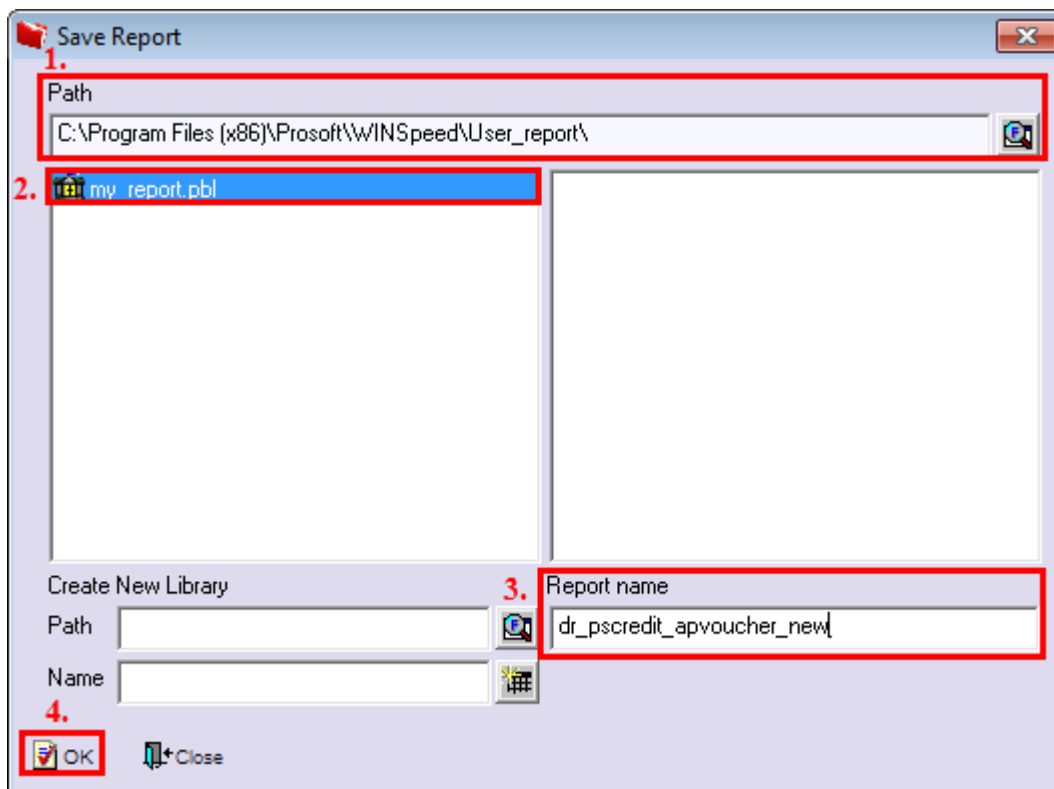 Save Report
1.
Path
C:\Program Files (x86)\Prosoft\WINSpeed\User_report\
2.
my_report.pbl
Create New Library
3.
Report name
Path
dr_pscredit_apvoucher_new
Name
4.
OK
Close